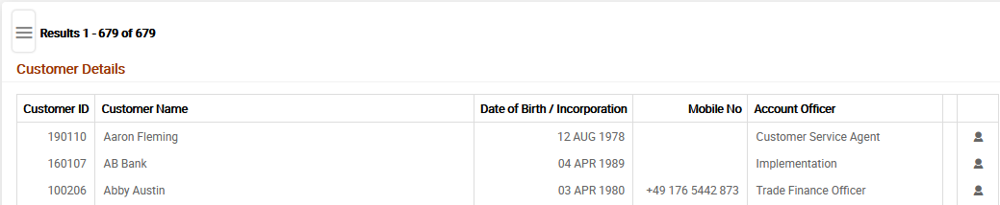 Results 1 - 679 of 679
Customer Details
Customer ID Customer Name Date of Birth / Incorporation Mobile No Account Officer
190110 Aaron Fleming 12 AUG 1978 Customer Service Agent
160107 AB Bank 04 APR 1989 Implementation
100206 Abby Austin 03 APR 1980 +49 176 5442 873 Trade Finance Officer